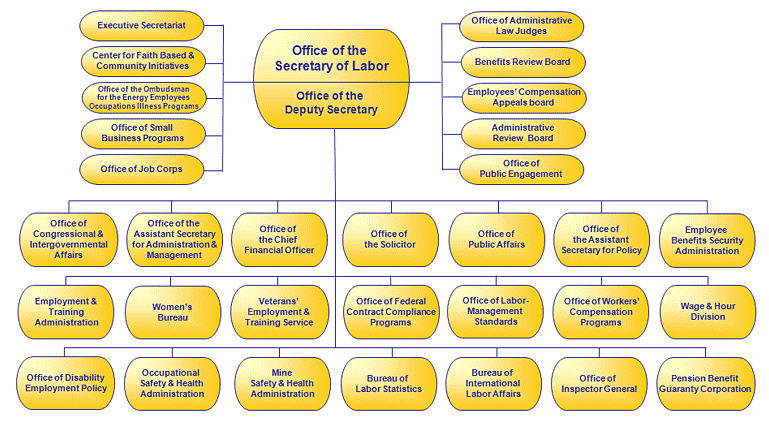 Executive Secretariat
Center for Faith Based &
Community Initiatives
Office of the Ombudsman
for the Energy Employees
Occupations Illness Programs
Office of Small
Business Programs
Office of Job Corps
Office of the
Secretary of Labor
Office of the
Deputy Secretary
Office of Administrative
Law Judges
Benefits Review Board
Employees' Compensation
Appeals board
Administrative
Review Board
Office of
Public Engagement
Office of
Congressional &
Intergovernmental
Affairs
Office of the
Assistant Secretary
for Administration &
Management
Office of
the Chief
Financial Officer
Office of
the Solicitor
Office of
Public Affairs
Office of
the Assistant
Secretary for Policy
Employee
Benefits Security
Administration
Employment &
Training
Administration
Women's
Bureau
Veterans'
Employment &
Training Service
Office of Federal
Contract Compliance
Programs
Office of Labor-
Management
Standards
Office of Workers'
Compensation
Programs
Wage & Hour
Division
Office of Disability
Employment Policy
Occupational
Safety & Health
Administration
Mine
Safety & Health
Administration
Bureau of
Labor Statistics
Bureau of
International
Labor Affairs
Office of
Inspector General
Pension Benefit
Guaranty Corporation